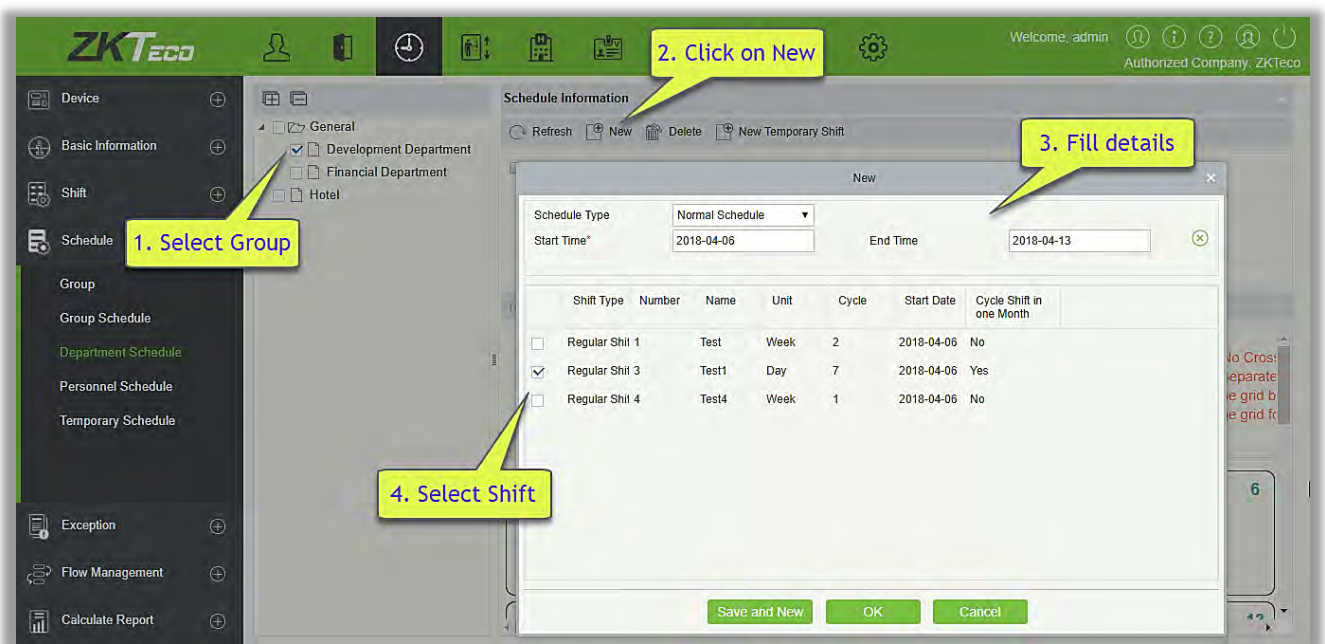 ZKTeco
2. Click on New
Welcome, admin
Authorized Company, ZKTeco
Device
Basic Information
Shift
Schedule
Group
Group Schedule
Department Schedule
Personnel Schedule
Temporary Schedule
Exception
Flow Management
Calculate Report
General
Development Department
Financial Department
Hotel
1. Select Group
Schedule Information
Refresh New Delete New Temporary Shift
3. Fill details
New
Schedule Type Normal Schedule
Start Time* 2018-04-06 End Time 2018-04-13
Shift Type Number Name Unit Cycle Start Date Cycle Shift in
one Month
Regular Shif 1 Test Week 2 2018-04-06 No
Regular Shif 3 Test1 Day 7 2018-04-06 Yes
Regular Shif 4 Test4 Week 1 2018-04-06 No
4. Select Shift
Save and New OK Cancel
No Cross
eparate
e grid b
e grid fo
6